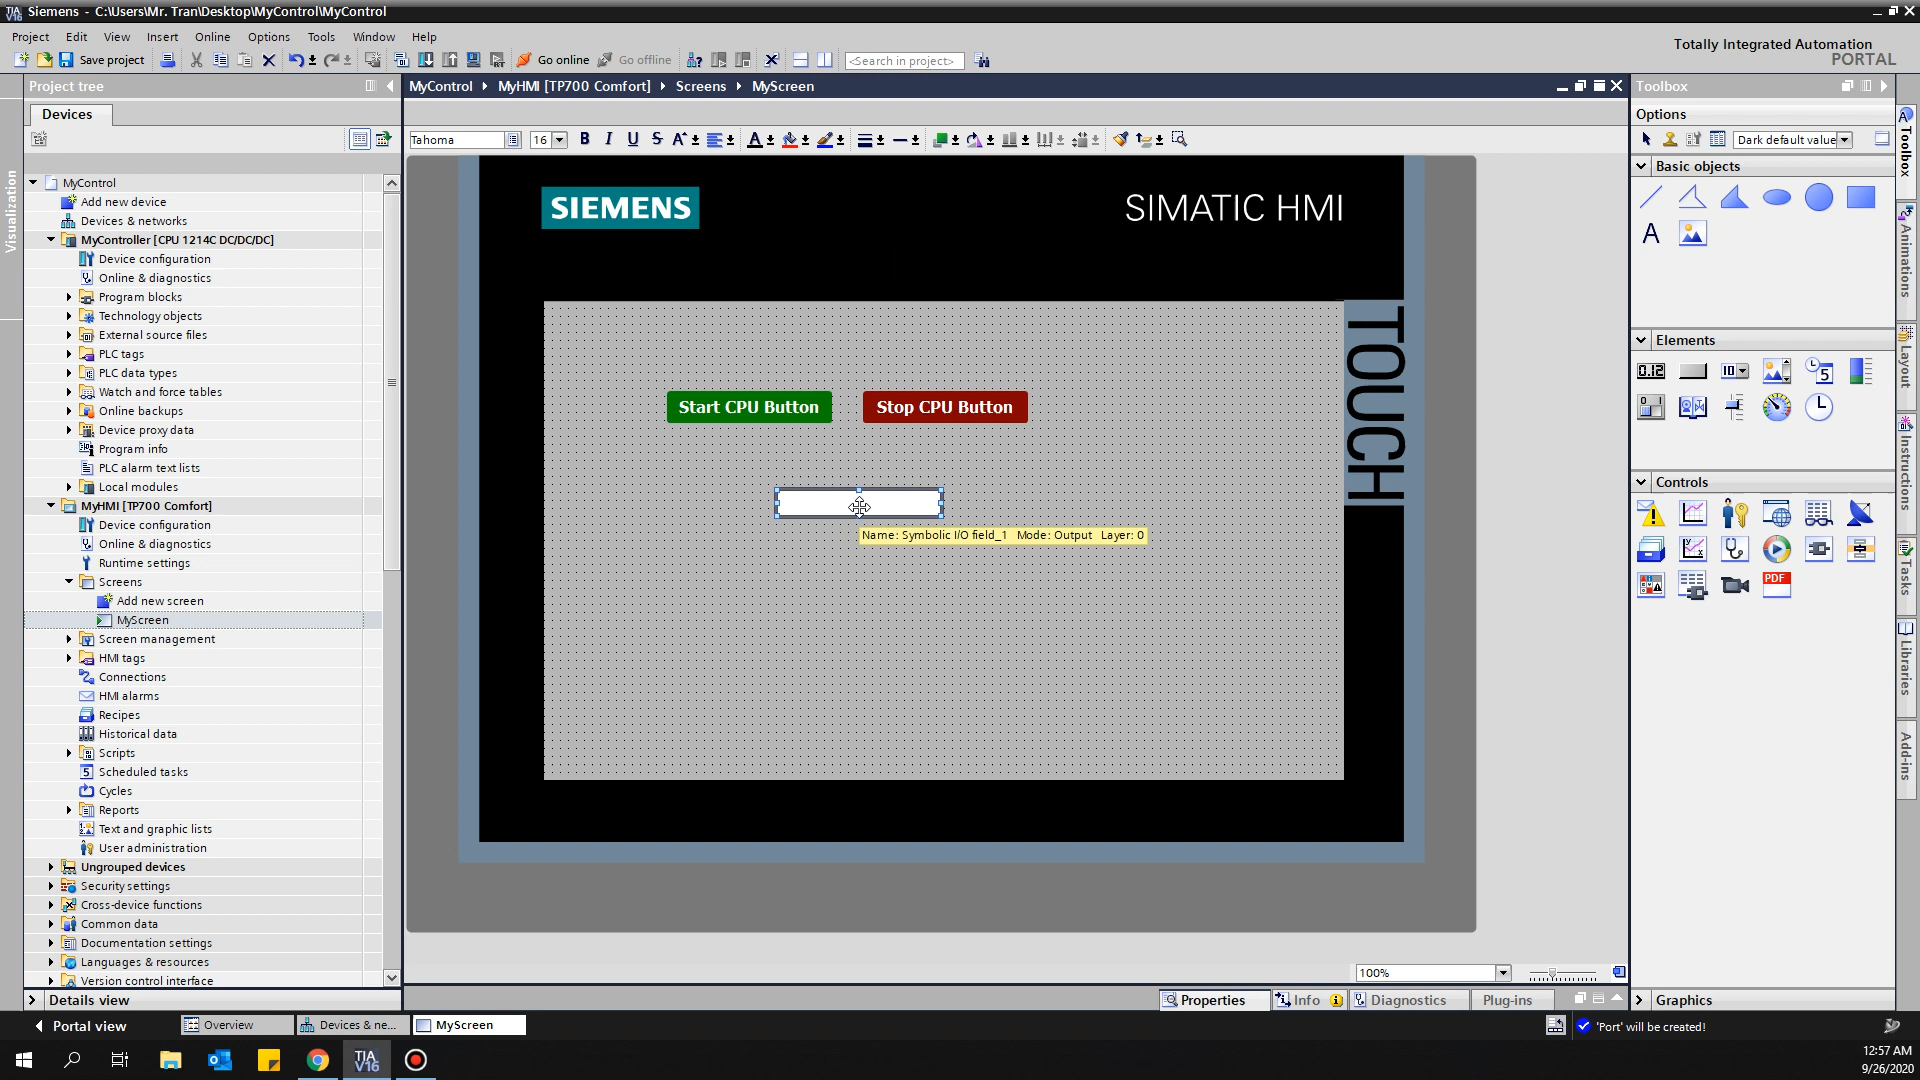 Siemens - C:\Users\Mr. Tran\Desktop\MyControl\MyControl
Project Edit View Insert Online Options Tools Window Help
Totally Integrated Automation
PORTAL
Save project
Go online
Go offline
<Search in project>
Project tree
MyControl MyHMI [TP700 Comfort] Screens MyScreen
Toolbox
Devices
Options
Tahoma
16
B I U S
Dark default value
Visualization
Basic objects
MyControl
Add new device
Devices & networks
MyController [CPU 1214C DC/DC/DC]
Device configuration
Online & diagnostics
Program blocks
Technology objects
External source files
PLC tags
PLC data types
Watch and force tables
Online backups
Device proxy data
Program info
PLC alarm text lists
Local modules
MyHMI [TP700 Comfort]
Device configuration
Online & diagnostics
Runtime settings
Screens
Add new screen
MyScreen
Screen management
HMI tags
Connections
HMI alarms
Recipes
Historical data
Scripts
Scheduled tasks
Cycles
Reports
Text and graphic lists
User administration
Ungrouped devices
Security settings
Cross-device functions
Common data
Documentation settings
Languages & resources
Version control interface
Details view
SIEMENS
SIMATIC HMI
TOUCH
Start CPU Button
Stop CPU Button
Name: Symbolic I/O field_1 Mode: Output Layer: 0
100%
Properties
Info
Diagnostics
Plug-ins
A
Elements
0.12
10
5
Controls
PDF
Graphics
Toolbox
Animations
Layout
Instructions
Tasks
Libraries
Add-ins
Portal view
Overview
Devices & ne...
MyScreen
'Port' will be created!
TIA
V16
12:57 AM
9/26/2020